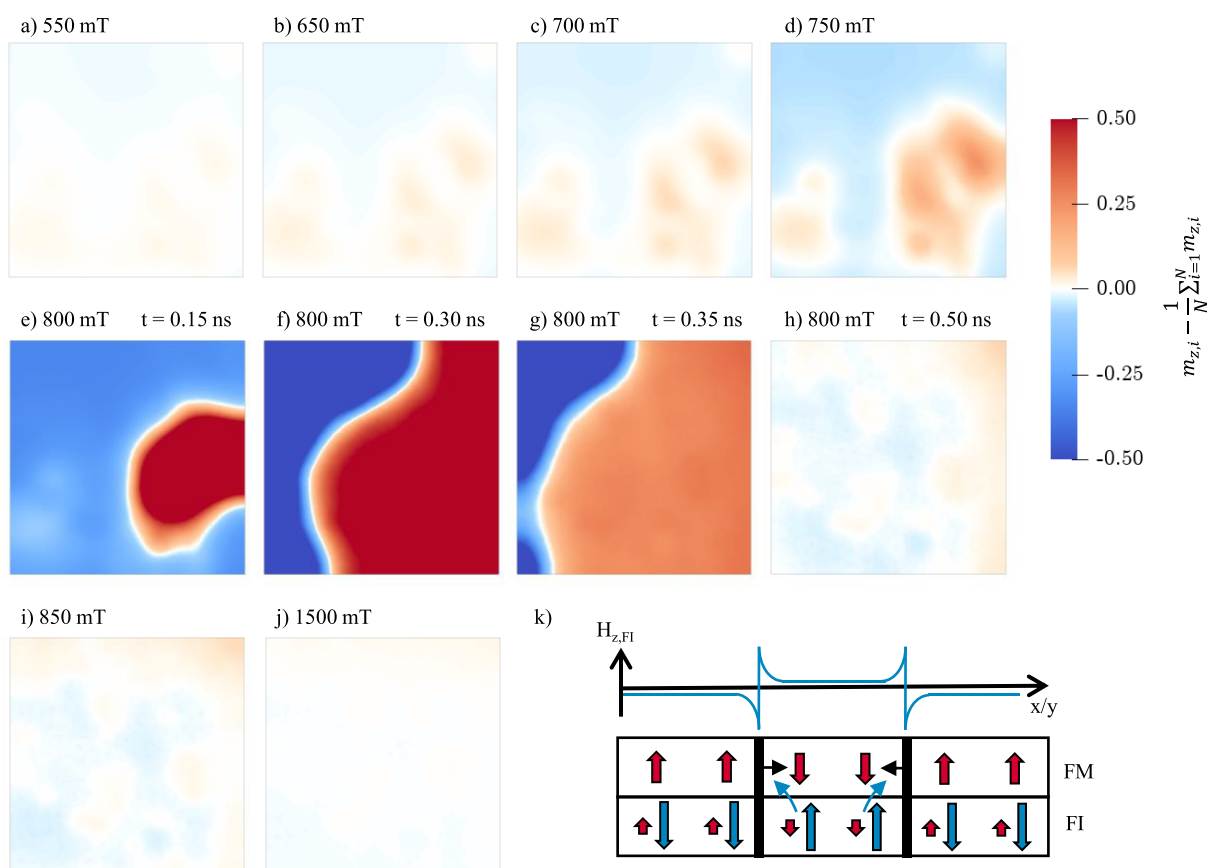 a) 550 mT
b) 650 mT
c) 700 mT
d) 750 mT
0.50
0.25
0.00
-0.25
-0.50
m_{z,i} − \frac{1}{N} Σ_{i=1}^{N} m_{z,i}
e) 800 mT t = 0.15 ns
f) 800 mT t = 0.30 ns
g) 800 mT t = 0.35 ns
h) 800 mT t = 0.50 ns
i) 850 mT
j) 1500 mT
k)
H_{z,FI}
x/y
FM
FI